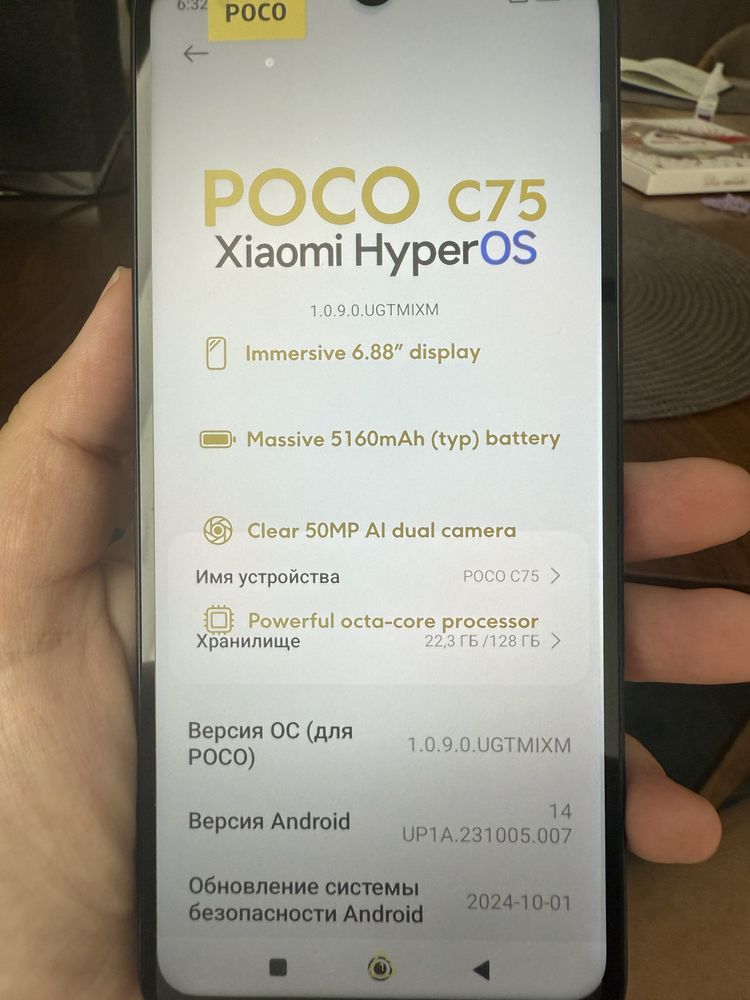 6:32
POCO
POCO C75
Xiaomi HyperOS
1.0.9.0.UGTMIXM
Immersive 6.88″ display
Massive 5160mAh (typ) battery
Clear 50MP AI dual camera
Имя устройства POCO C75
Powerful octa-core processor
Хранилище 22,3 ГБ /128 ГБ
Версия ОС (для
POCO) 1.0.9.0.UGTMIXM
Версия Android 14
UP1A.231005.007
Обновление системы
безопасности Android 2024-10-01